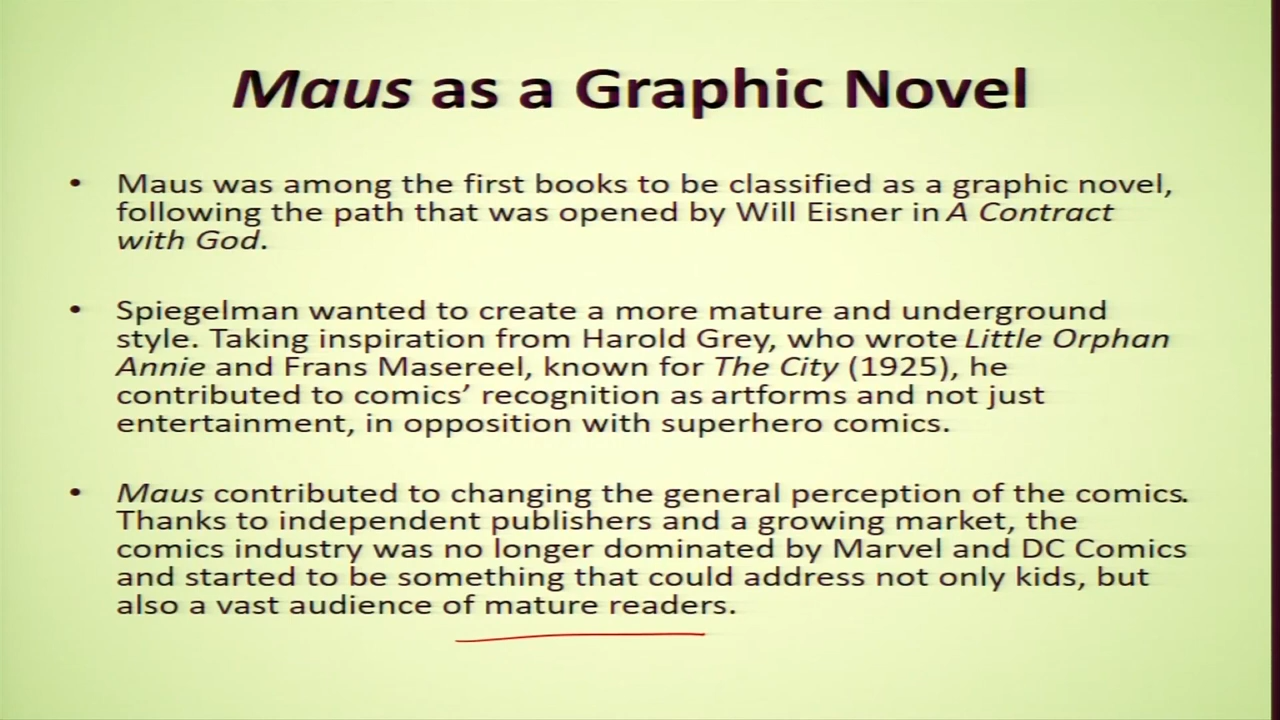 Maus as a Graphic Novel
• Maus was among the first books to be classified as a graphic novel,
following the path that was opened by Will Eisner in A Contract
with God.
• Spiegelman wanted to create a more mature and underground
style. Taking inspiration from Harold Grey, who wrote Little Orphan
Annie and Frans Masereel, known for The City (1925), he
contributed to comics’ recognition as artforms and not just
entertainment, in opposition with superhero comics.
• Maus contributed to changing the general perception of the comics.
Thanks to independent publishers and a growing market, the
comics industry was no longer dominated by Marvel and DC Comics
and started to be something that could address not only kids, but
also a vast audience of mature readers.